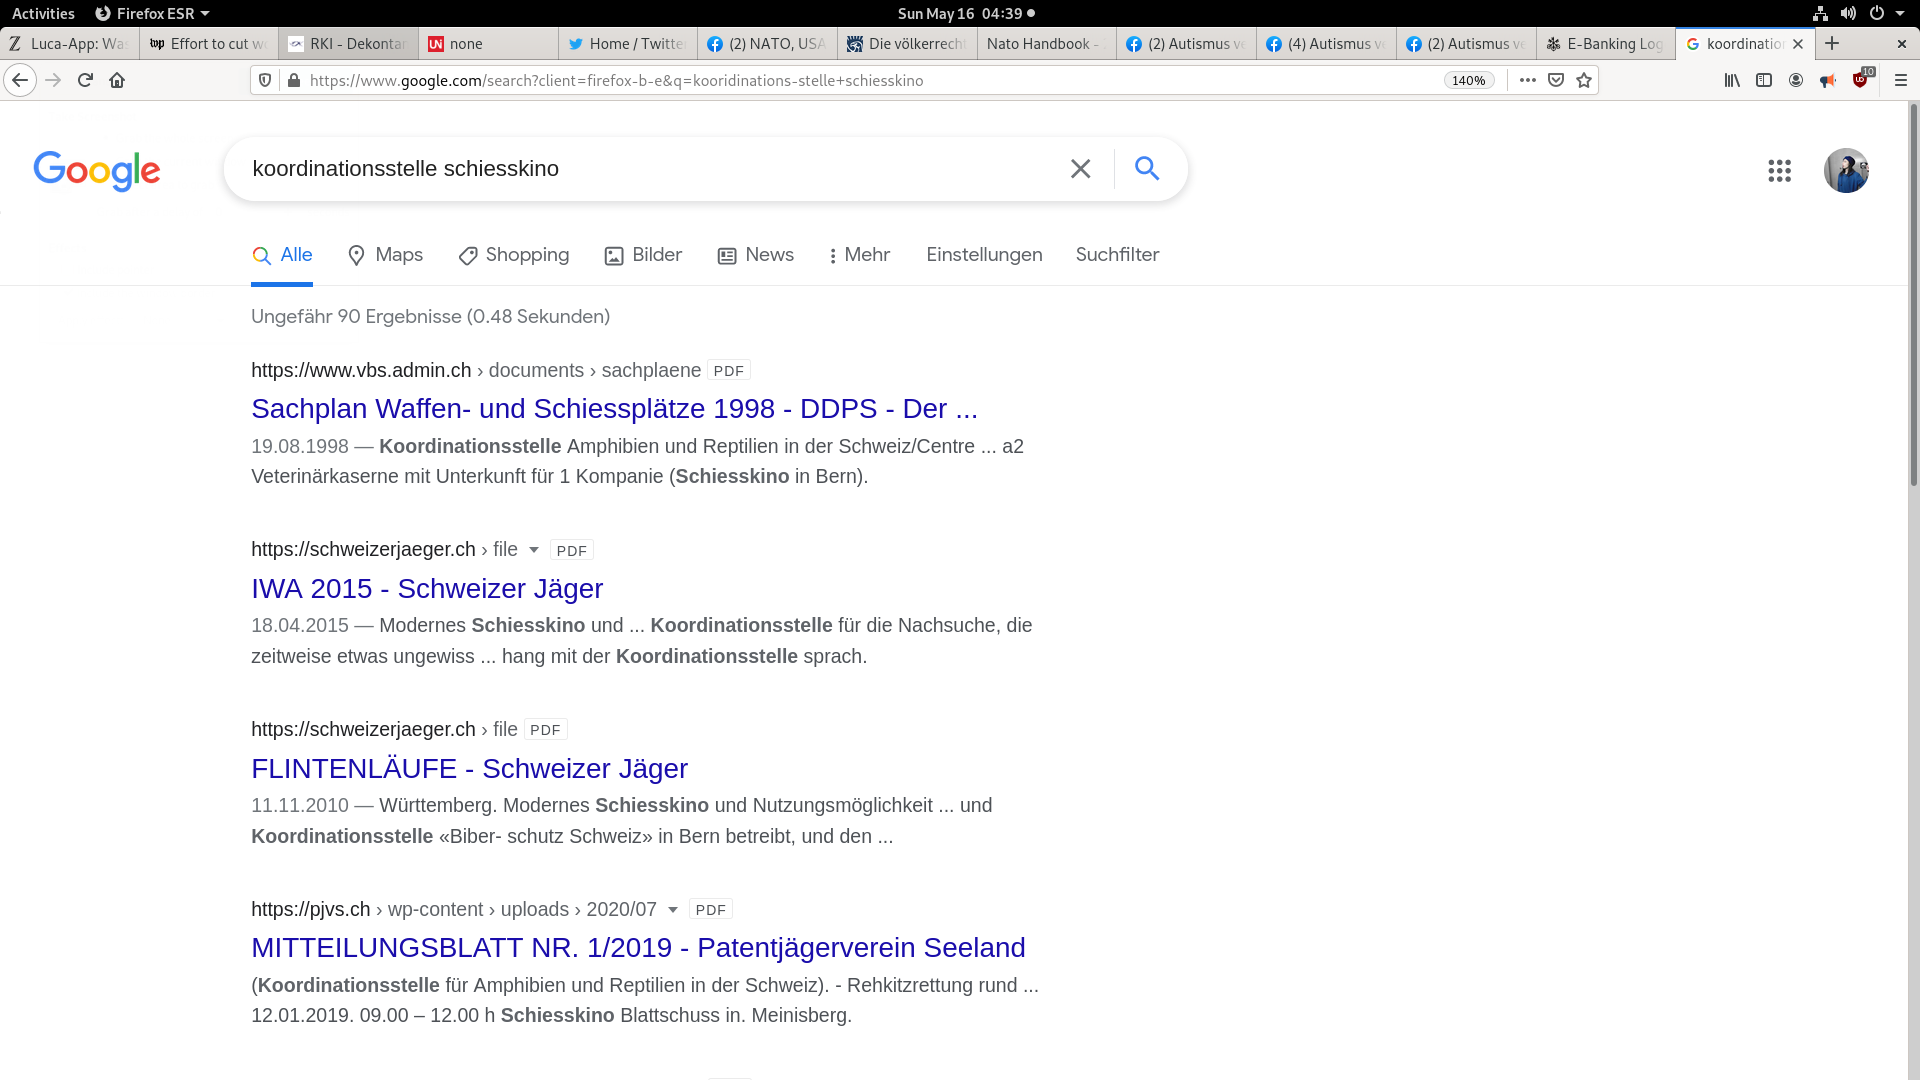 Activities
Firefox ESR
Sun May 16 04:39
Luca-App: Was
Effort to cut w
RKI - Dekontar
none
Home / Twitte
(2) NATO, USA
Die völkerrecht
Nato Handbook -
(2) Autismus ve
(4) Autismus ve
(2) Autismus ve
E-Banking Log
koordination
https://www.google.com/search?client=firefox-b-e&q=kooridinations-stelle+schiesskino
140%
10
Google
koordinationsstelle schiesskino
Alle
Maps
Shopping
Bilder
News
Mehr
Einstellungen
Suchfilter
Ungefähr 90 Ergebnisse (0.48 Sekunden)
https://www.vbs.admin.ch › documents › sachplaene PDF
Sachplan Waffen- und Schiessplätze 1998 - DDPS - Der ...
19.08.1998 — Koordinationsstelle Amphibien und Reptilien in der Schweiz/Centre ... a2
Veterinärkaserne mit Unterkunft für 1 Kompanie (Schiesskino in Bern).
https://schweizerjaeger.ch › file PDF
IWA 2015 - Schweizer Jäger
18.04.2015 — Modernes Schiesskino und ... Koordinationsstelle für die Nachsuche, die
zeitweise etwas ungewiss ... hang mit der Koordinationsstelle sprach.
https://schweizerjaeger.ch › file PDF
FLINTENLÄUFE - Schweizer Jäger
11.11.2010 — Württemberg. Modernes Schiesskino und Nutzungsmöglichkeit ... und
Koordinationsstelle «Biber- schutz Schweiz» in Bern betreibt, und den ...
https://pjvs.ch › wp-content › uploads › 2020/07 PDF
MITTEILUNGSBLATT NR. 1/2019 - Patentjägerverein Seeland
(Koordinationsstelle für Amphibien und Reptilien in der Schweiz). - Rehkitzrettung rund ...
12.01.2019. 09.00 – 12.00 h Schiesskino Blattschuss in. Meinisberg.